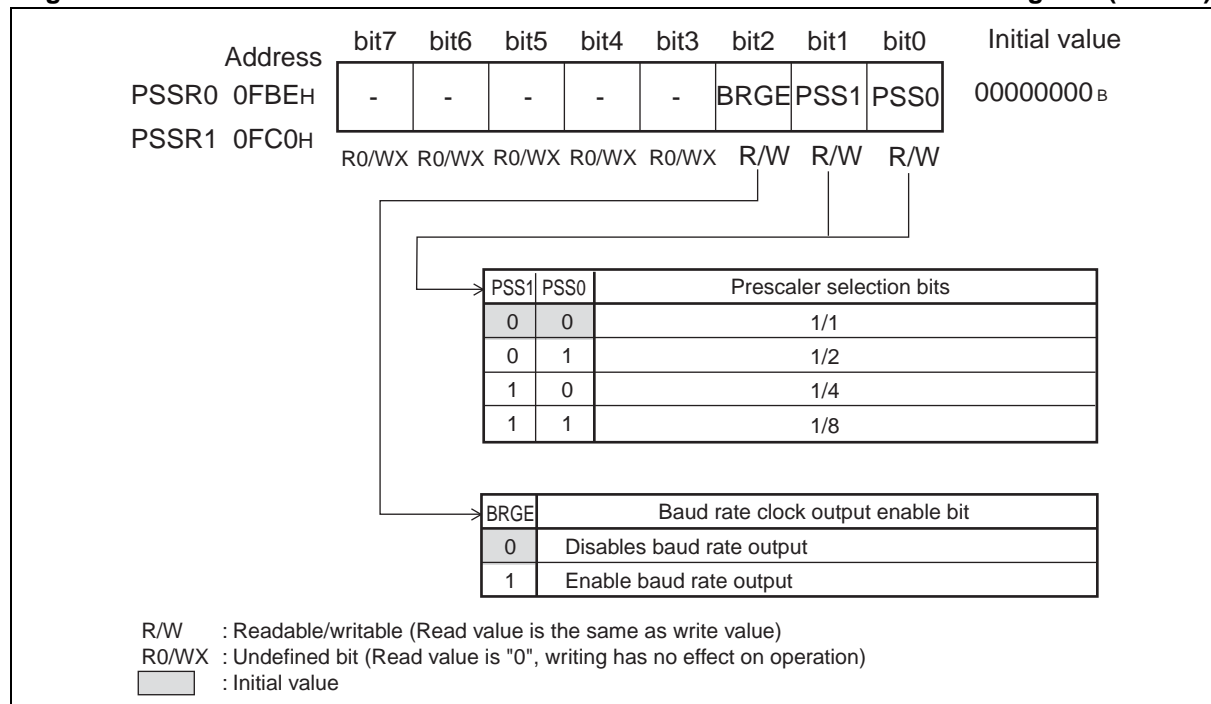 bit7 bit6 bit5 bit4 bit3 bit2 bit1 bit0 Initial value
Address
PSSR0 0FBEH - - - - - BRGE PSS1 PSS0 00000000 B
PSSR1 0FC0H
R0/WX R0/WX R0/WX R0/WX R0/WX R/W R/W R/W
PSS1 PSS0 Prescaler selection bits
0 0 1/1
0 1 1/2
1 0 1/4
1 1 1/8
BRGE Baud rate clock output enable bit
0 Disables baud rate output
1 Enable baud rate output
R/W : Readable/writable (Read value is the same as write value)
R0/WX : Undefined bit (Read value is "0", writing has no effect on operation)
: Initial value